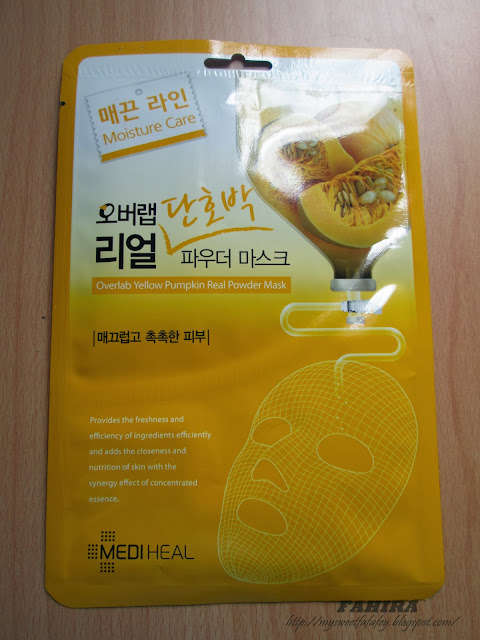 매끈 라인
Moisture Care
오버랩 단호박
리얼 파우더 마스크
Overlab Yellow Pumpkin Real Powder Mask
|매끄럽고 촉촉한 피부|
Provides the freshness and
efficiency of ingredients efficiently
and adds the closeness and
nutrition of skin with the
synergy effect of concentrated
essence.
MEDIHEAL
FAHIRA